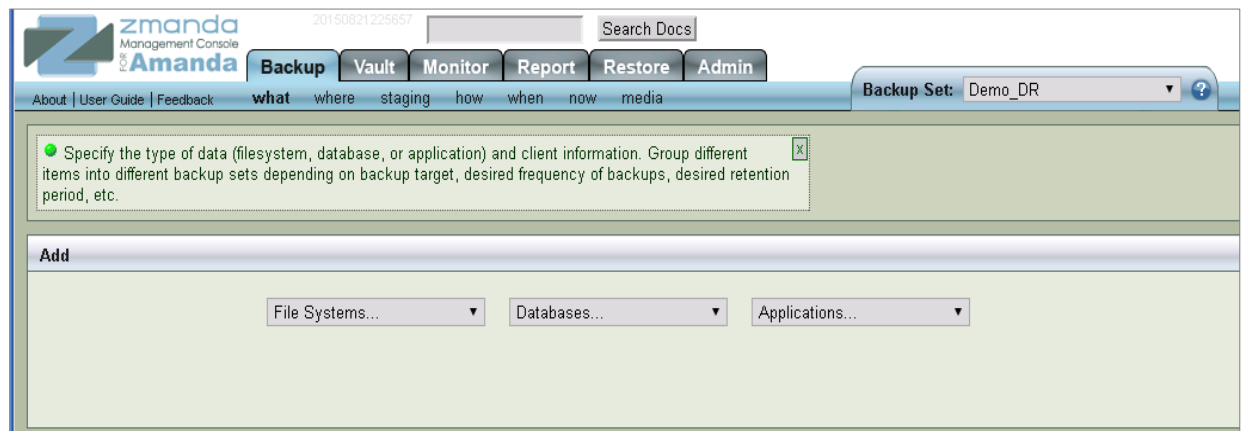 zmanda
Management Console
FOR Amanda
20150821225657
Search Docs
Backup Vault Monitor Report Restore Admin
About | User Guide | Feedback
what where staging how when now media
Backup Set: Demo_DR ?
Specify the type of data (filesystem, database, or application) and client information. Group different
items into different backup sets depending on backup target, desired frequency of backups, desired retention
period, etc.
X
Add
File Systems... Databases... Applications...